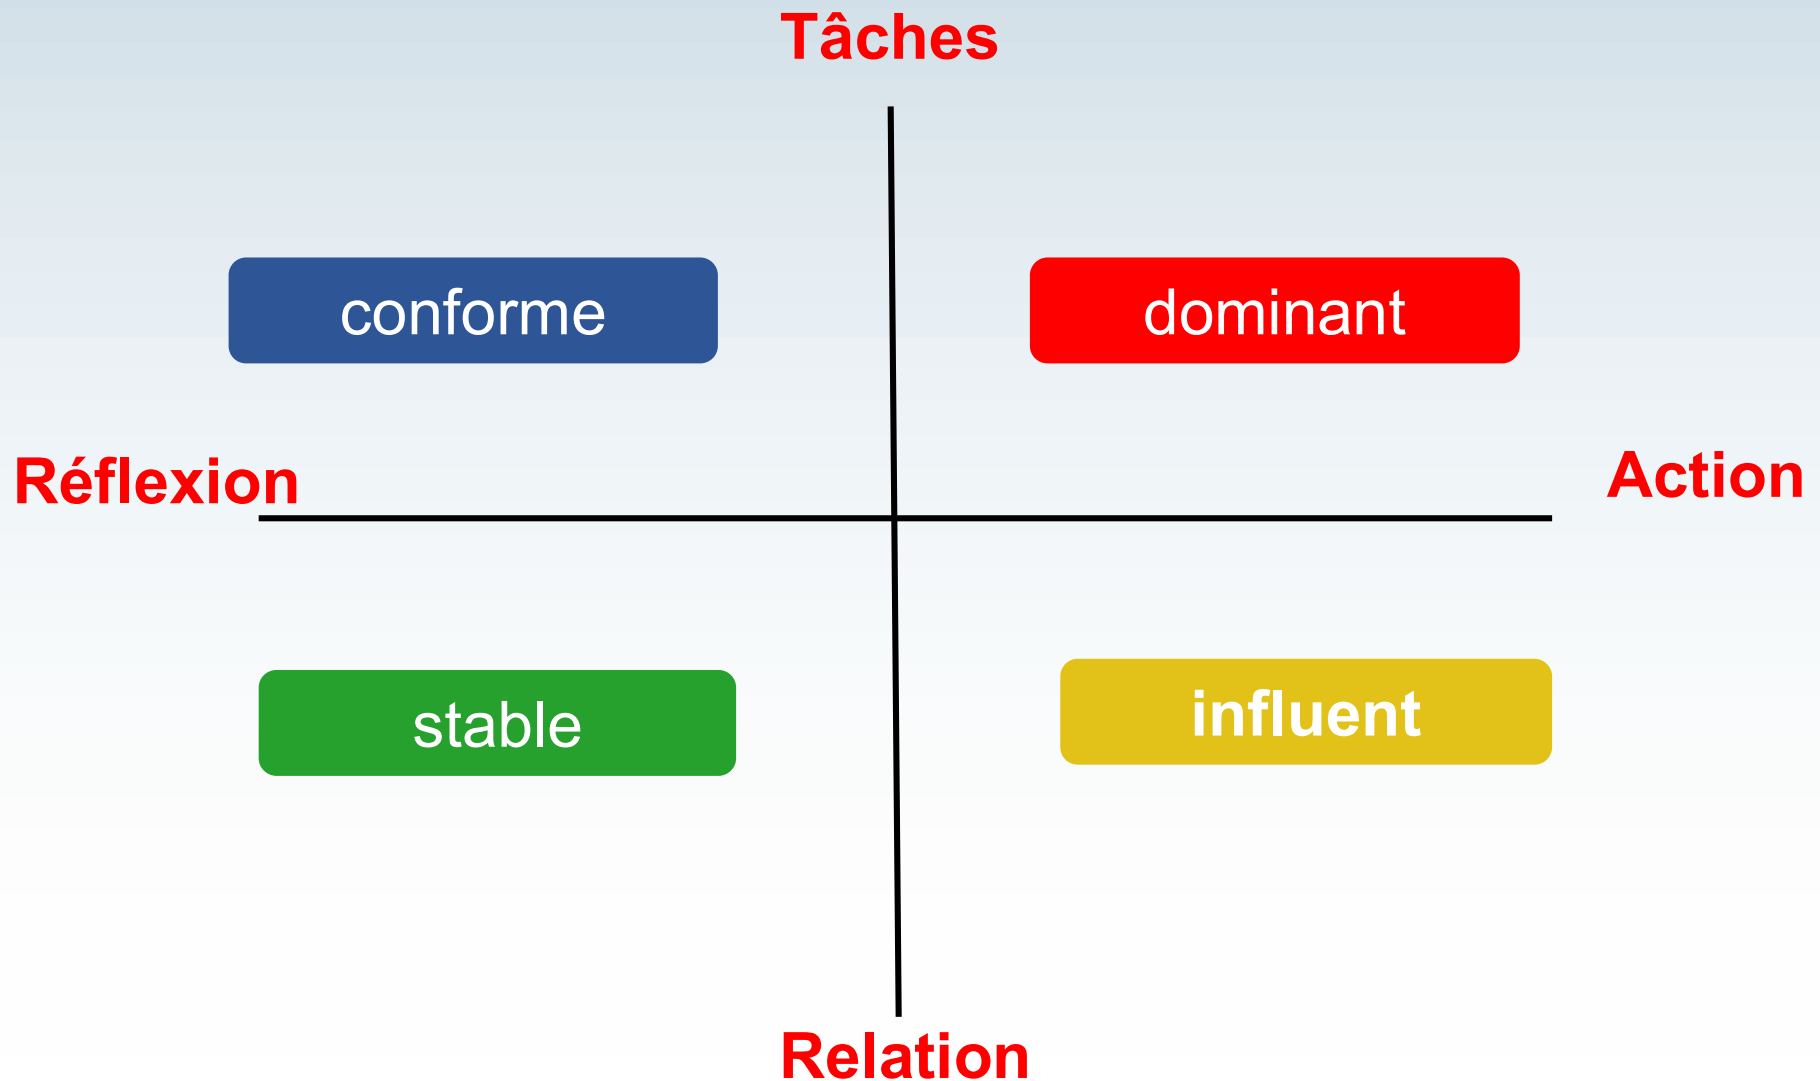 Tâches
conforme
dominant
Réflexion
Action
stable
influent
Relation